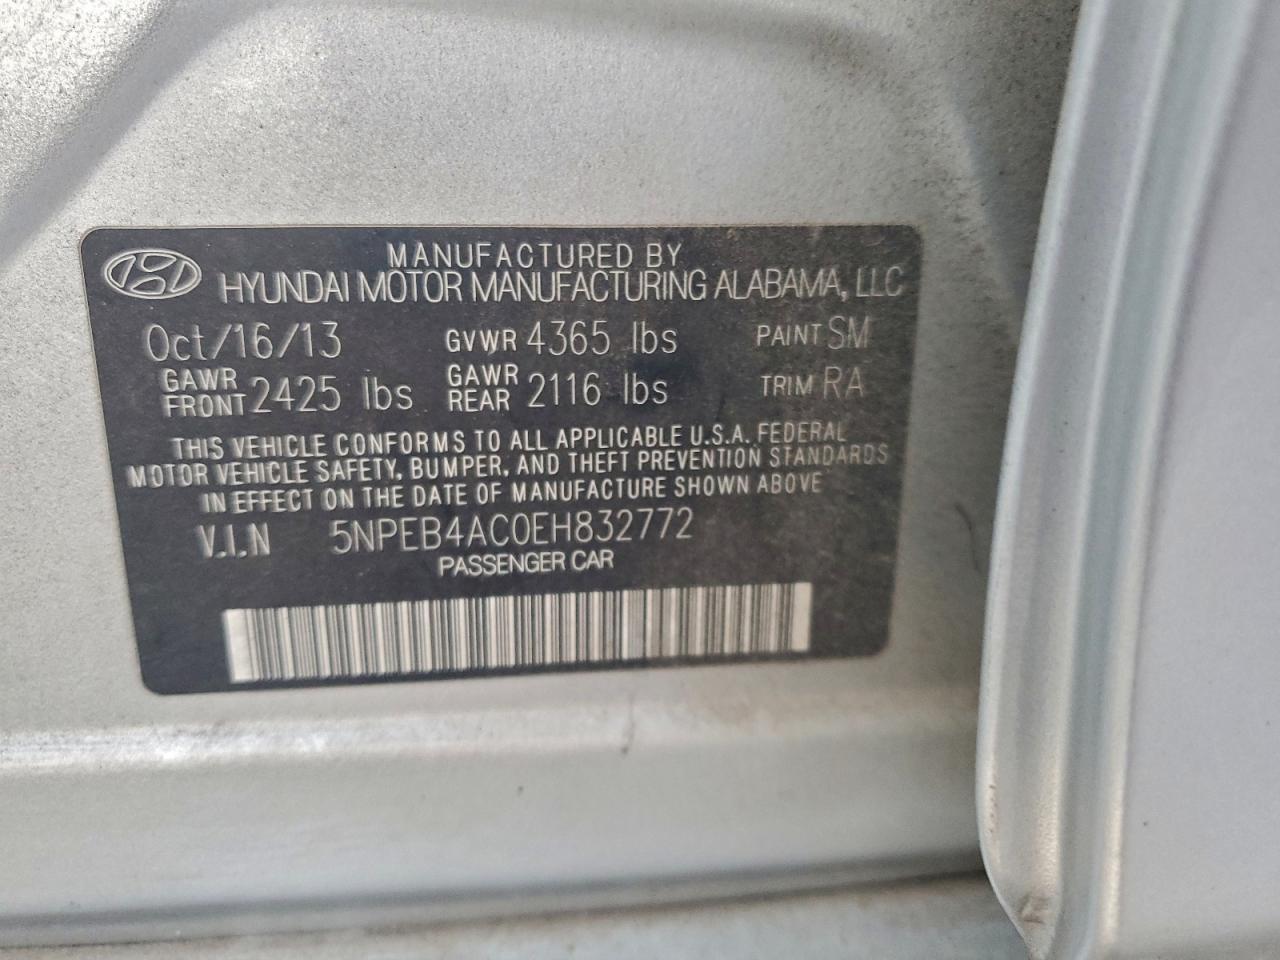 MANUFACTURED BY
HYUNDAI MOTOR MANUFACTURING ALABAMA, LLC
Oct/16/13 GVWR 4365 lbs PAINT SM
GAWR FRONT 2425 lbs GAWR REAR 2116 lbs TRIM RA
THIS VEHICLE CONFORMS TO ALL APPLICABLE U.S.A. FEDERAL
MOTOR VEHICLE SAFETY, BUMPER, AND THEFT PREVENTION STANDARDS
IN EFFECT ON THE DATE OF MANUFACTURE SHOWN ABOVE
V.I.N 5NPEB4AC0EH832772
PASSENGER CAR